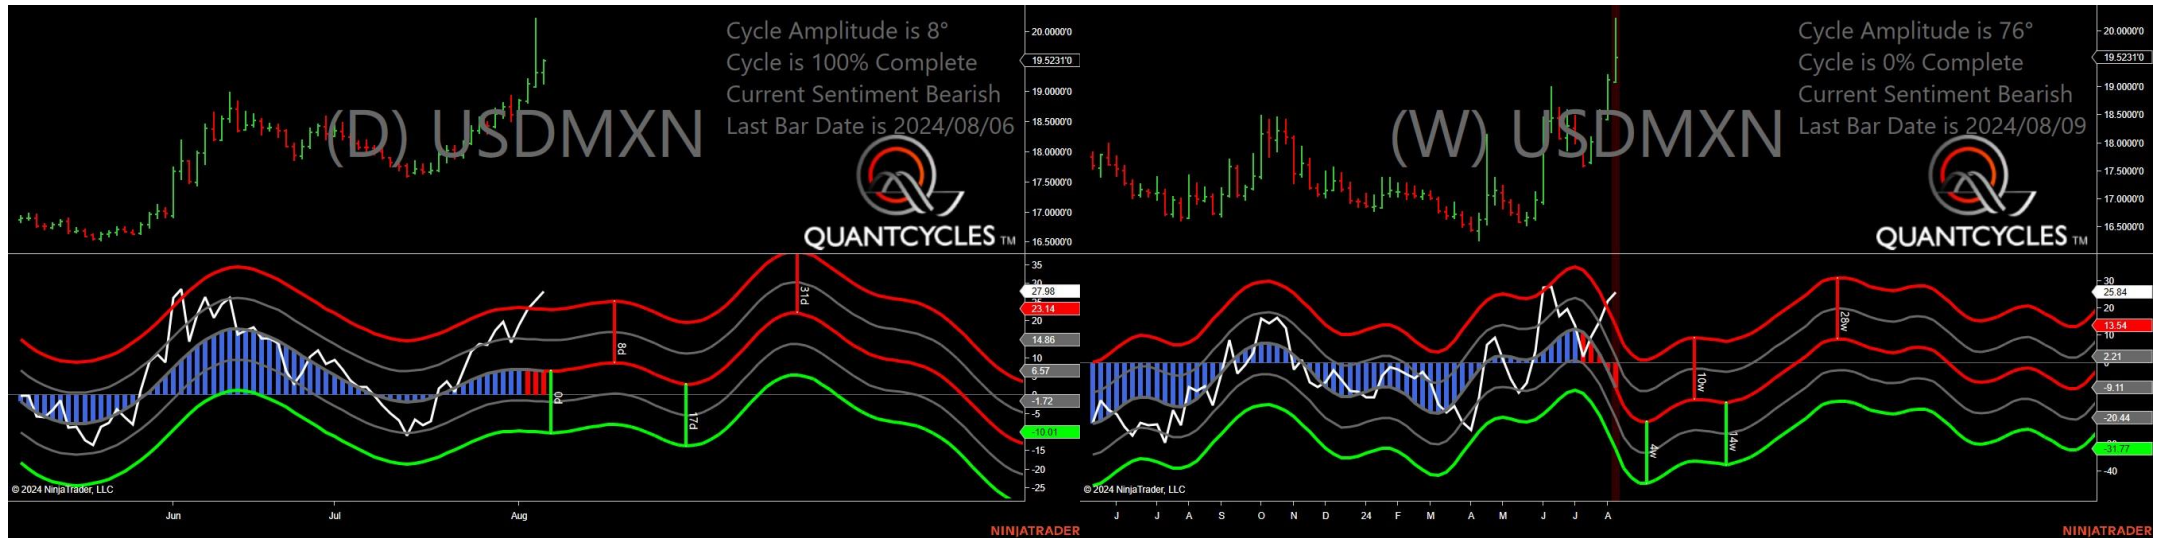 Cycle Amplitude is 8°
Cycle is 100% Complete
Current Sentiment Bearish
Last Bar Date is 2024/08/06
(D) USDMXN
QUANTCYCLES TM
20.0000'0
19.5231'0
19.0000'0
18.5000'0
18.0000'0
17.5000'0
17.0000'0
16.5000'0
35
30
27.98
23.14
20
14.86
10
6.57
-1.72
-5
-10.01
-15
-20
-25
0d
8d
17d
31d
© 2024 NinjaTrader, LLC
Jun
Jul
Aug
NINJATRADER
Cycle Amplitude is 76°
Cycle is 0% Complete
Current Sentiment Bearish
Last Bar Date is 2024/08/09
(W) USDMXN
QUANTCYCLES TM
20.0000'0
19.5231'0
19.0000'0
18.5000'0
18.0000'0
17.5000'0
17.0000'0
16.5000'0
30
25.84
20
13.54
10
2.21
-9.11
-20.44
-31.77
-40
4w
10w
14w
28w
© 2024 NinjaTrader, LLC
J J A S O N D 24 F M A M J J A
NINJATRADER